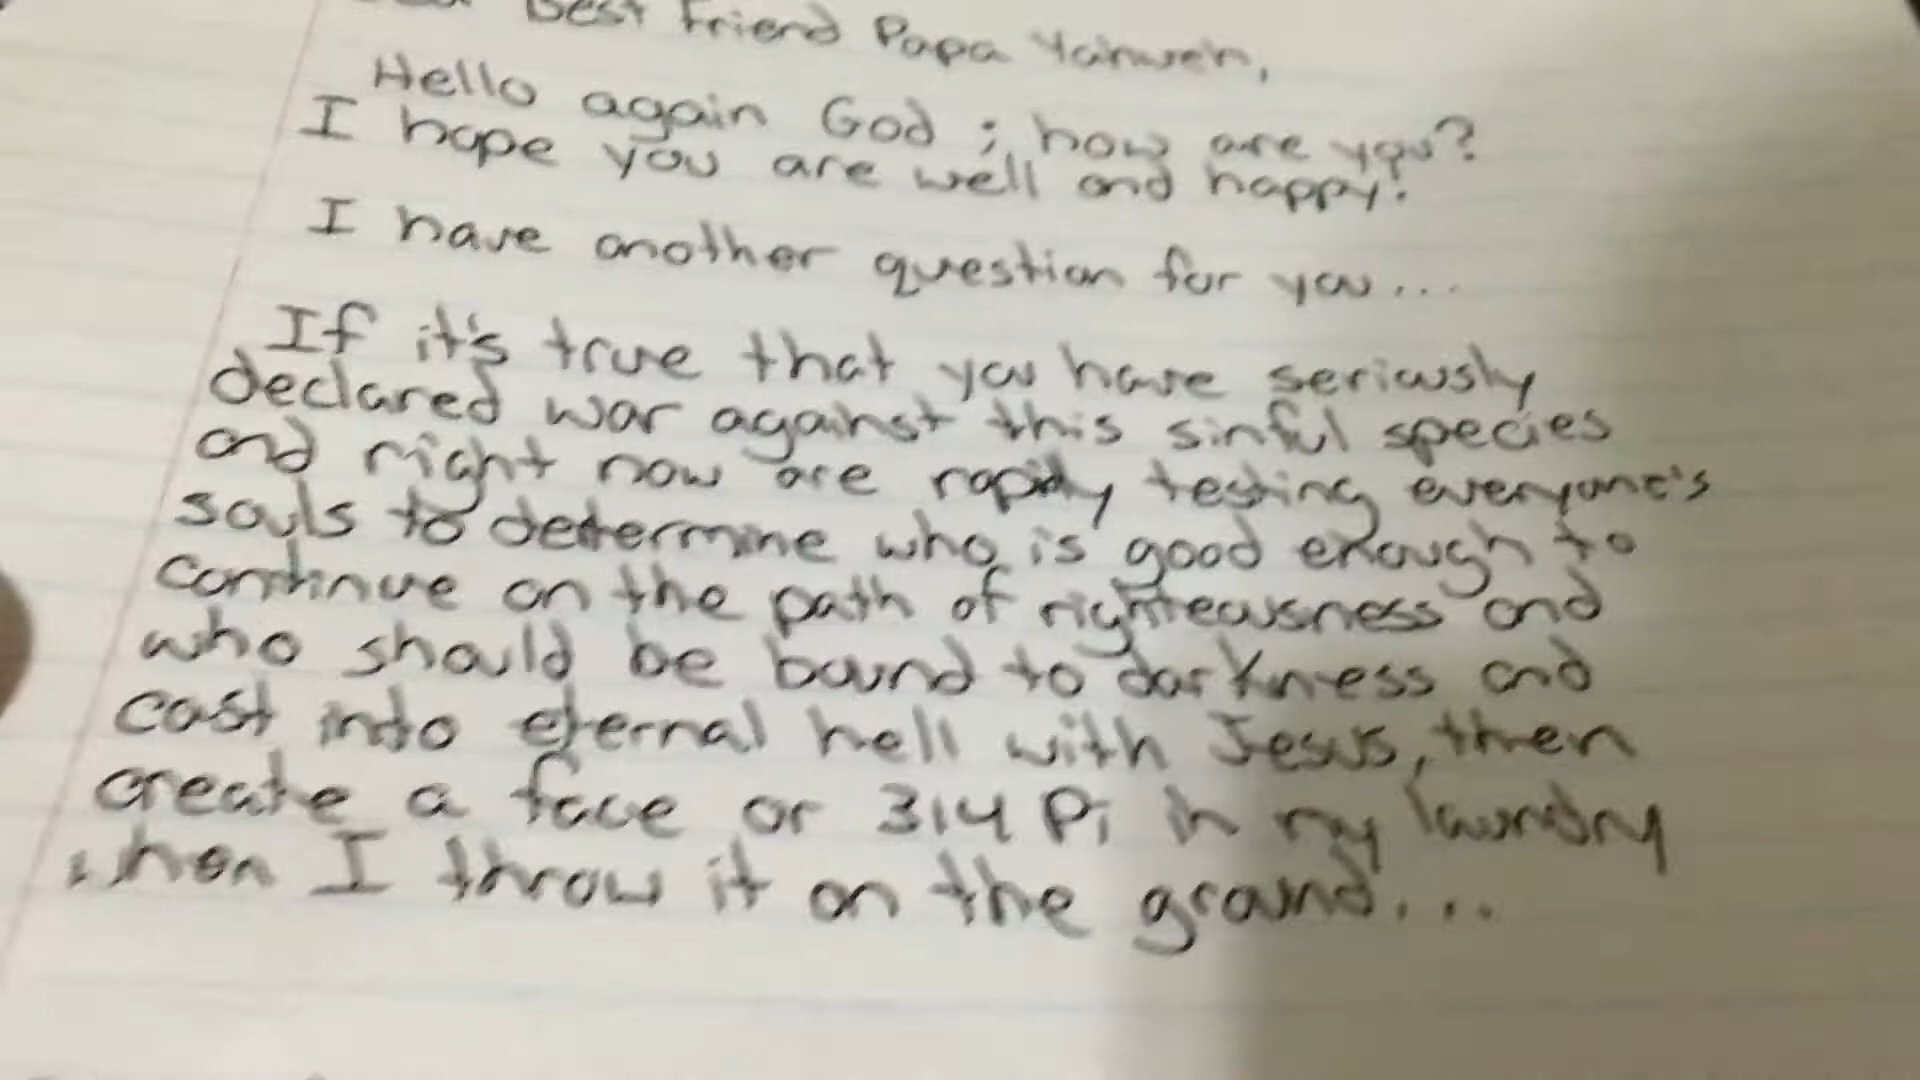 Best Friend Papa Yahweh,
Hello again God; how are you?
I hope you are well and happy.
I have another question for you...
If it's true that you have seriously
declared war against this sinful species
and right now are rapidly testing everyone's
souls to determine who is good enough to
continue on the path of righteousness and
who should be bound to darkness and
cast into eternal hell with Jesus, then
create a face or 314 Pi in my laundry
when I throw it on the ground...